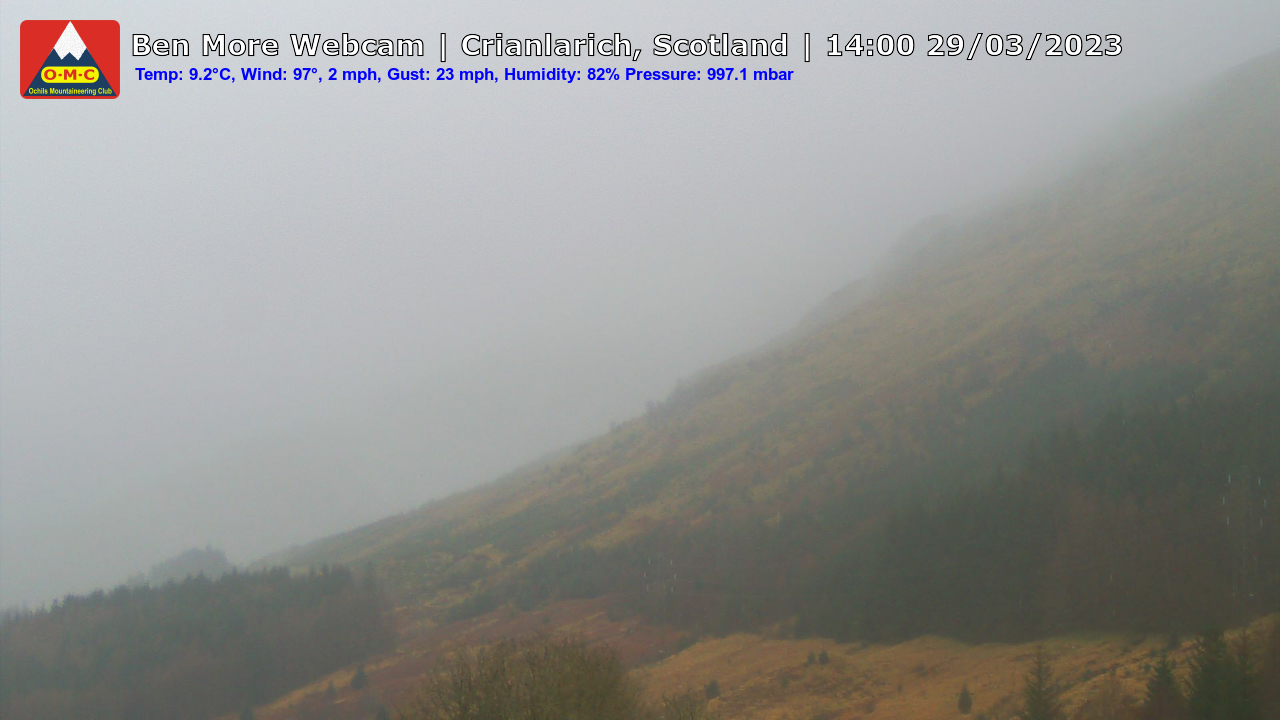 Ben More Webcam | Crianlarich, Scotland | 14:00 29/03/2023
Temp: 9.2°C, Wind: 97°, 2 mph, Gust: 23 mph, Humidity: 82% Pressure: 997.1 mbar
O·M·C
Ochils Mountaineering Club